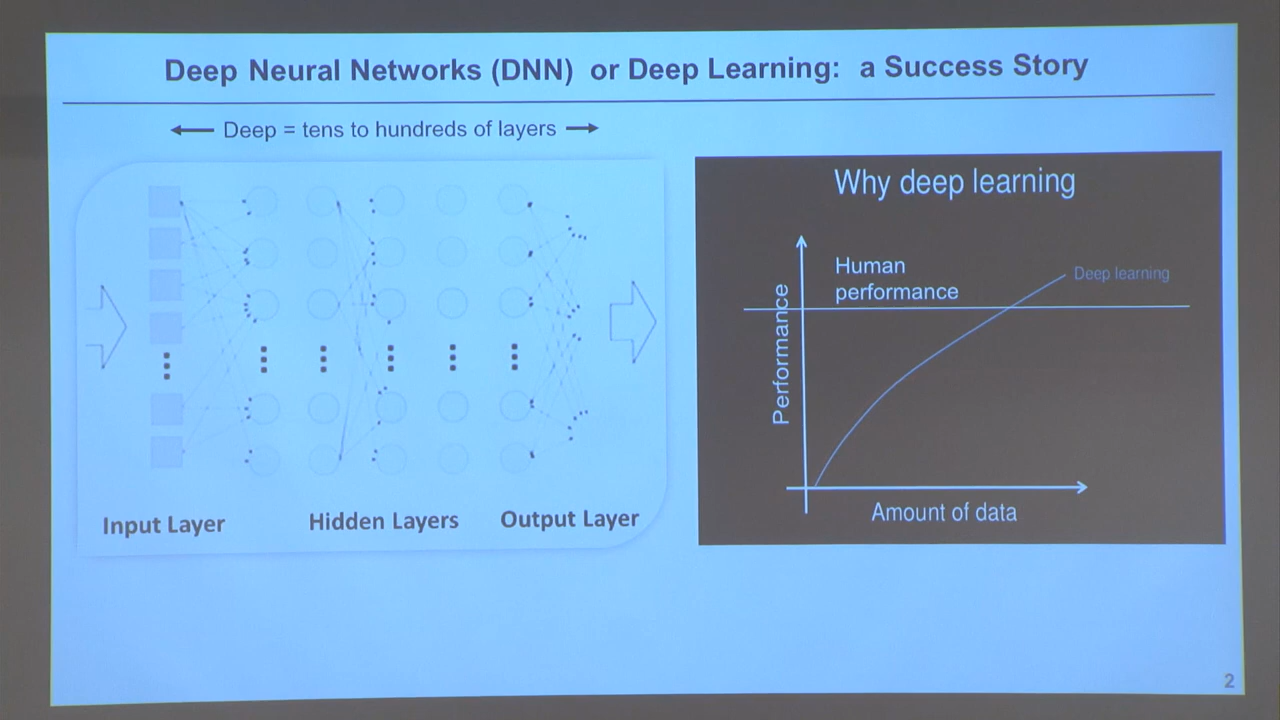 Deep Neural Networks (DNN) or Deep Learning: a Success Story
Deep = tens to hundreds of layers
Input Layer
Hidden Layers
Output Layer
Why deep learning
Human
performance
Deep learning
Performance
Amount of data
2